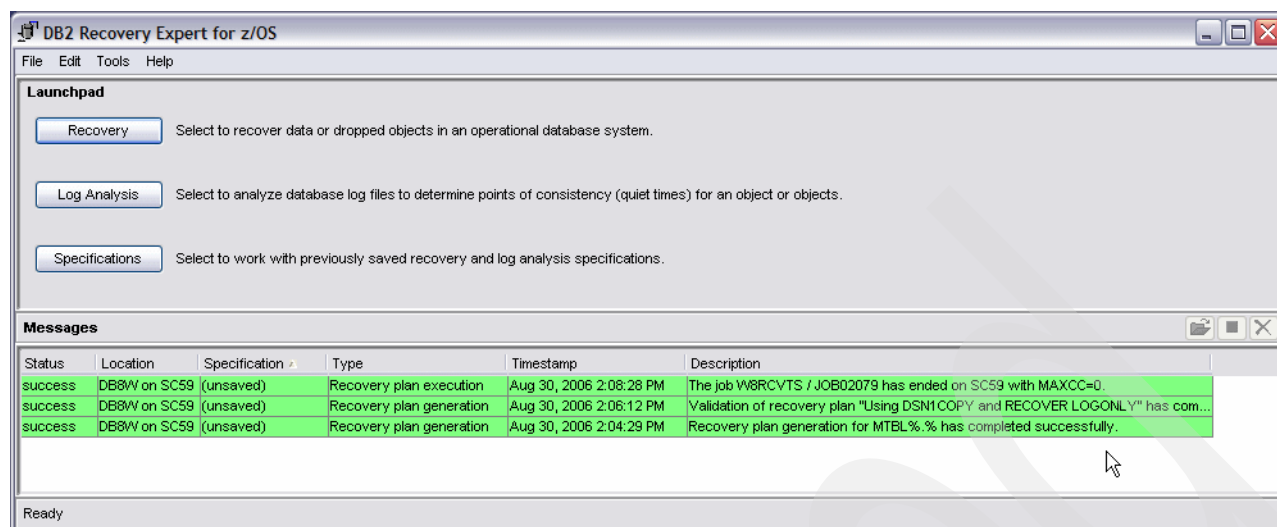 DB2 Recovery Expert for z/OS
File Edit Tools Help
Launchpad
Recovery Select to recover data or dropped objects in an operational database system.
Log Analysis Select to analyze database log files to determine points of consistency (quiet times) for an object or objects.
Specifications Select to work with previously saved recovery and log analysis specifications.
Messages
Status Location Specification Type Timestamp Description
success DB8W on SC59 (unsaved) Recovery plan execution Aug 30, 2006 2:08:28 PM The job W8RCVTS / JOB02079 has ended on SC59 with MAXCC=0.
success DB8W on SC59 (unsaved) Recovery plan generation Aug 30, 2006 2:06:12 PM Validation of recovery plan "Using DSN1COPY and RECOVER LOGONLY" has com...
success DB8W on SC59 (unsaved) Recovery plan generation Aug 30, 2006 2:04:29 PM Recovery plan generation for MTBL%.% has completed successfully.
Ready